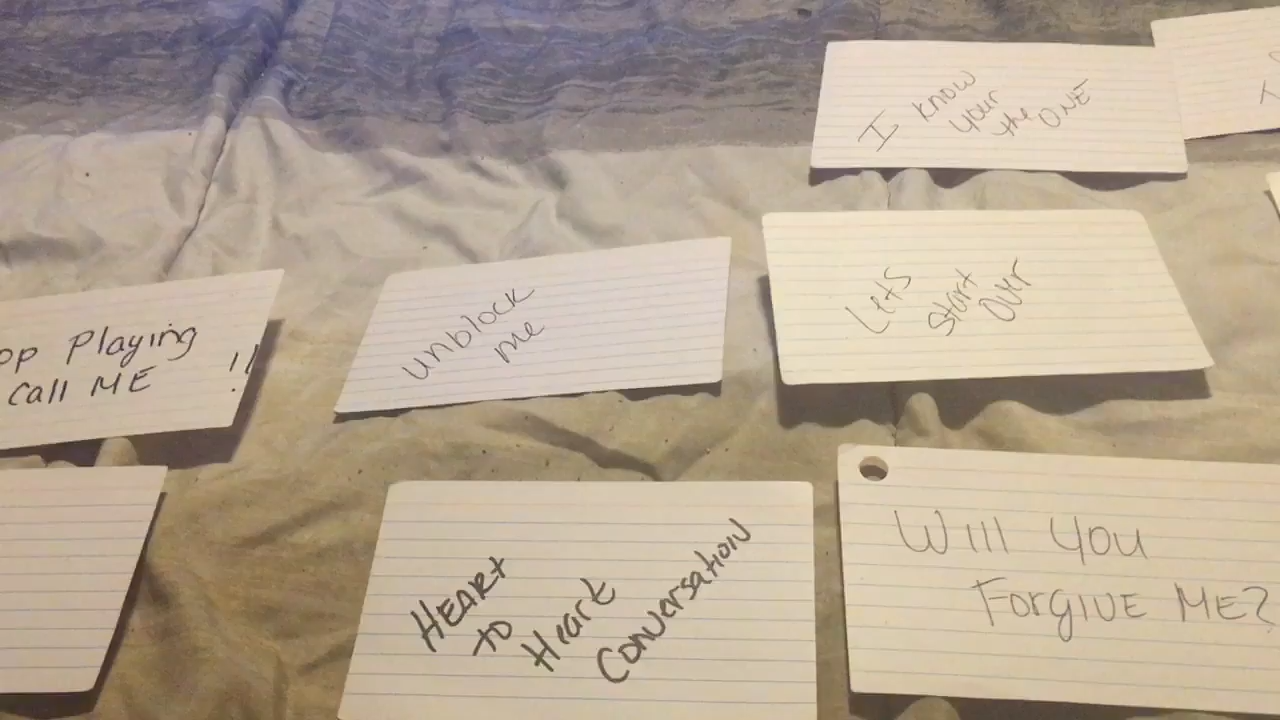 I know
your
the ONE
op Playing
Call ME !!
unblock
me
Lets
start
over
HEARt
to
Heart
Conversation
Will You
ForgIVE ME?